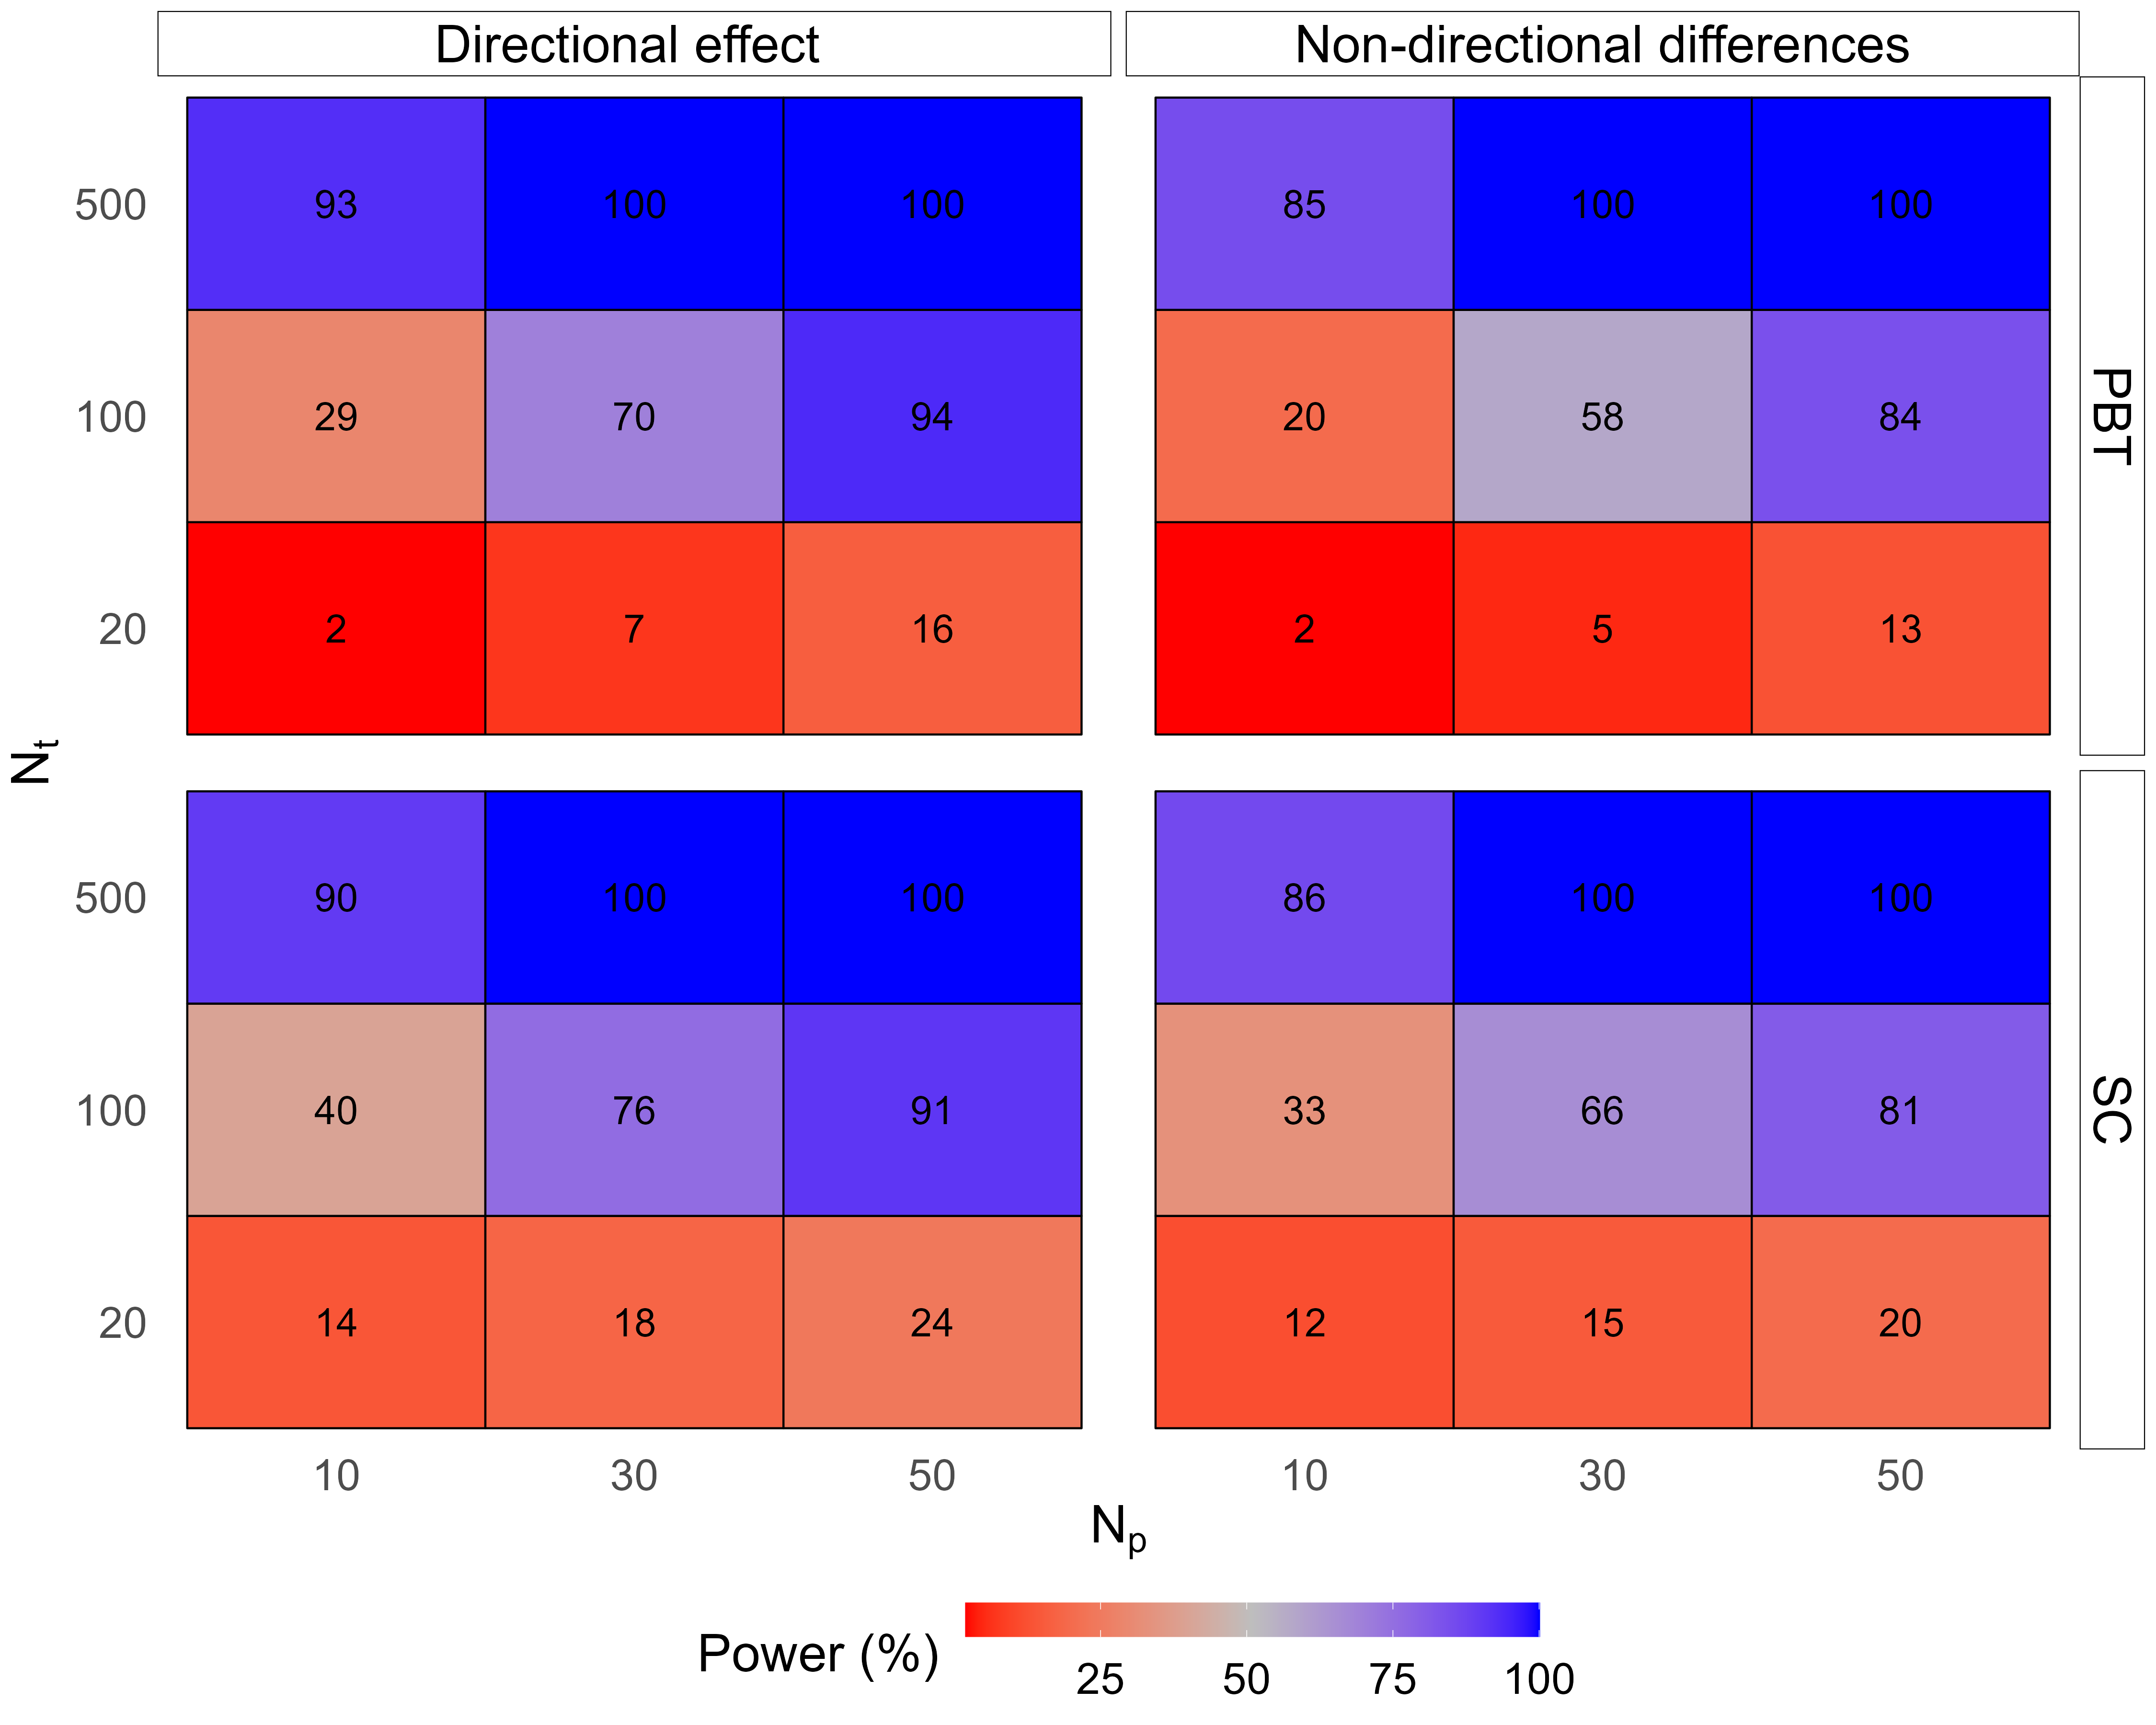 Directional effect Non-directional differences
500 93 100 100 85 100 100
100 29 70 94 20 58 84
20 2 7 16 2 5 13
PBT
Nt
500 90 100 100 86 100 100
100 40 76 91 33 66 81
20 14 18 24 12 15 20
SC
10 30 50 10 30 50
Np
Power (%)
25 50 75 100